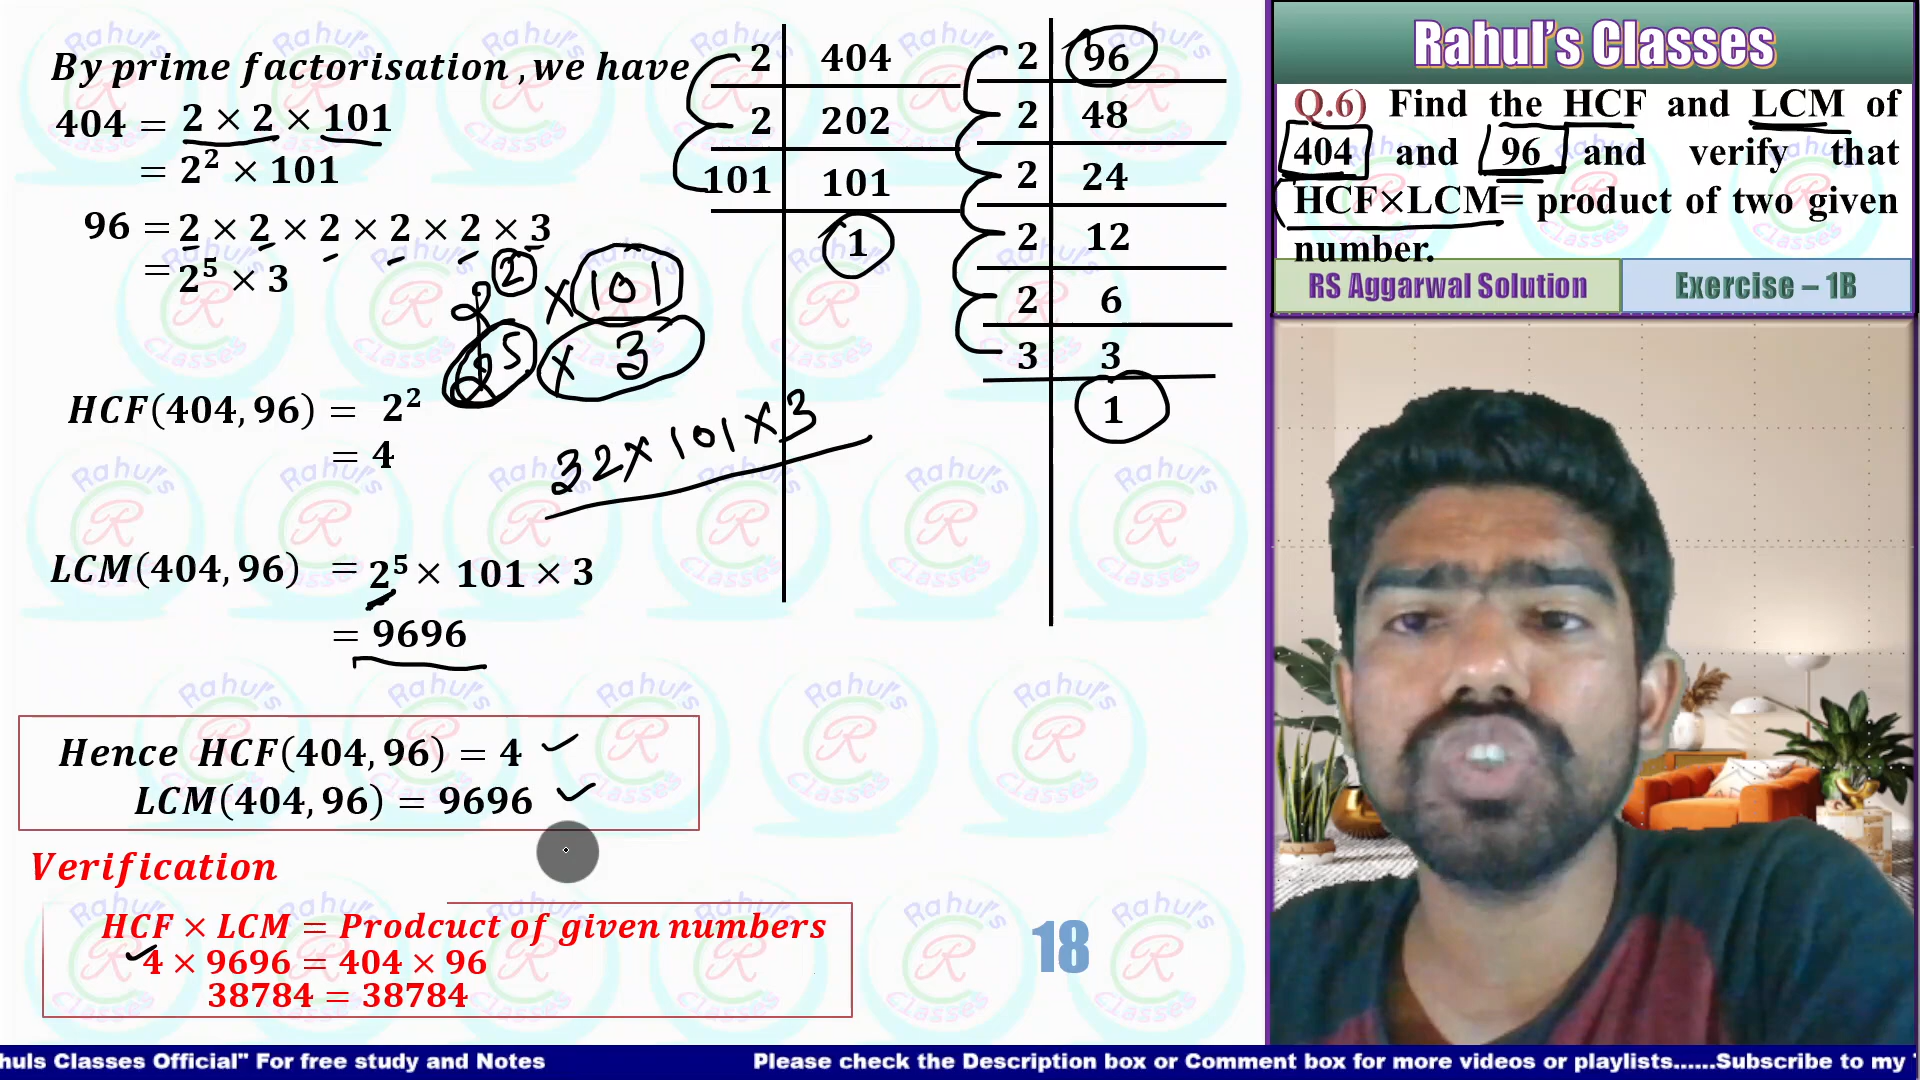 By prime factorisation , we have
404 = 2 × 2 × 101
= 2² × 101
96 = 2 × 2 × 2 × 2 × 2 × 3
= 2⁵ × 3
2² × 101
2⁵ × 3
HCF(404, 96) = 2²
= 4
32 × 101 × 3
LCM(404, 96) = 2⁵ × 101 × 3
= 9696
Hence HCF(404, 96) = 4 ✓
LCM(404, 96) = 9696 ✓
Verification
HCF × LCM = Prodcuct of given numbers
4 × 9696 = 404 × 96
38784 = 38784
2 404
2 202
101 101
1
2 96
2 48
2 24
2 12
2 6
3 3
1
18
Rahul's Classes
Q.6) Find the HCF and LCM of
404 and 96 and verify that
HCF×LCM= product of two given
number.
RS Aggarwal Solution
Exercise – 1B
huls Classes Official" For free study and Notes
Please check the Description box or Comment box for more videos or playlists......Subscribe to my